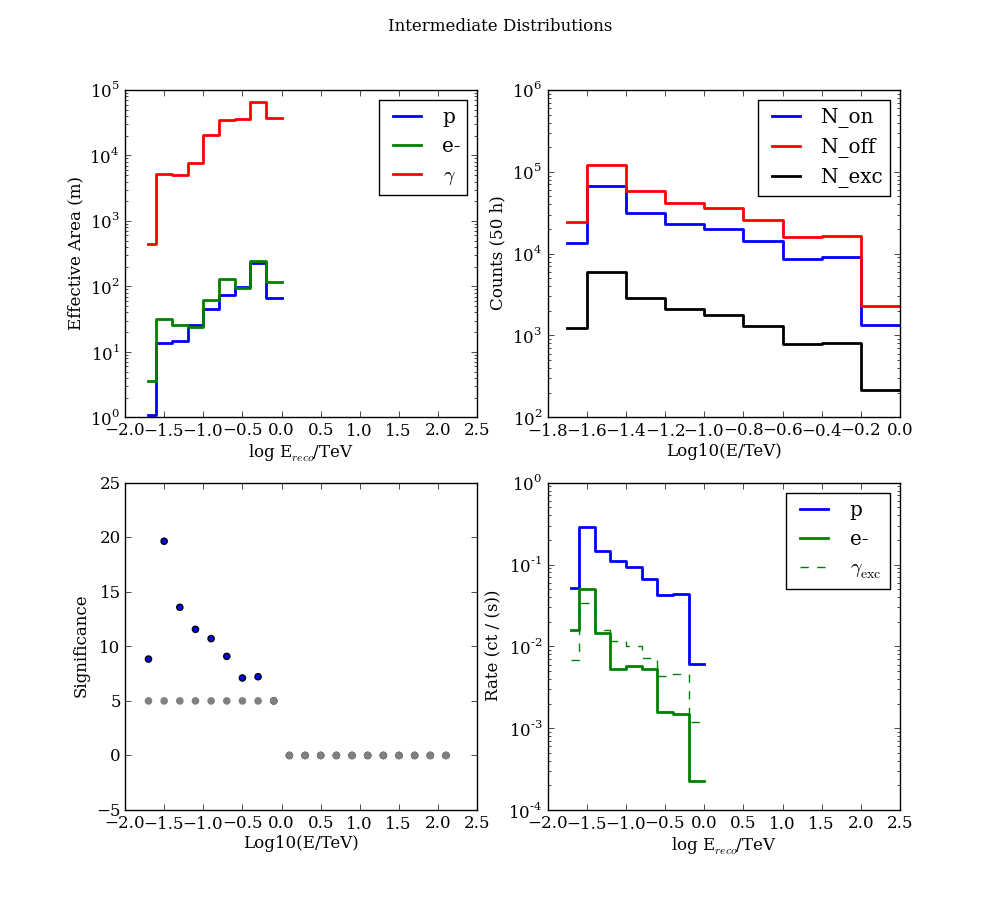 Intermediate Distributions
10^5
10^4
10^3
10^2
10^1
10^0
Effective Area (m)
p
e-
γ
−2.0 −1.5 −1.0 −0.5 0.0 0.5 1.0 1.5 2.0 2.5
log E_reco/TeV
10^6
10^5
10^4
10^3
10^2
Counts (50 h)
N_on
N_off
N_exc
−1.8 −1.6 −1.4 −1.2 −1.0 −0.8 −0.6 −0.4 −0.2 0.0
Log10(E/TeV)
25
20
15
10
5
0
−5
Significance
−2.0 −1.5 −1.0 −0.5 0.0 0.5 1.0 1.5 2.0 2.5
Log10(E/TeV)
10^0
10^-1
10^-2
10^-3
10^-4
Rate (ct / (s))
p
e-
γ_exc
−2.0 −1.5 −1.0 −0.5 0.0 0.5 1.0 1.5 2.0 2.5
log E_reco/TeV